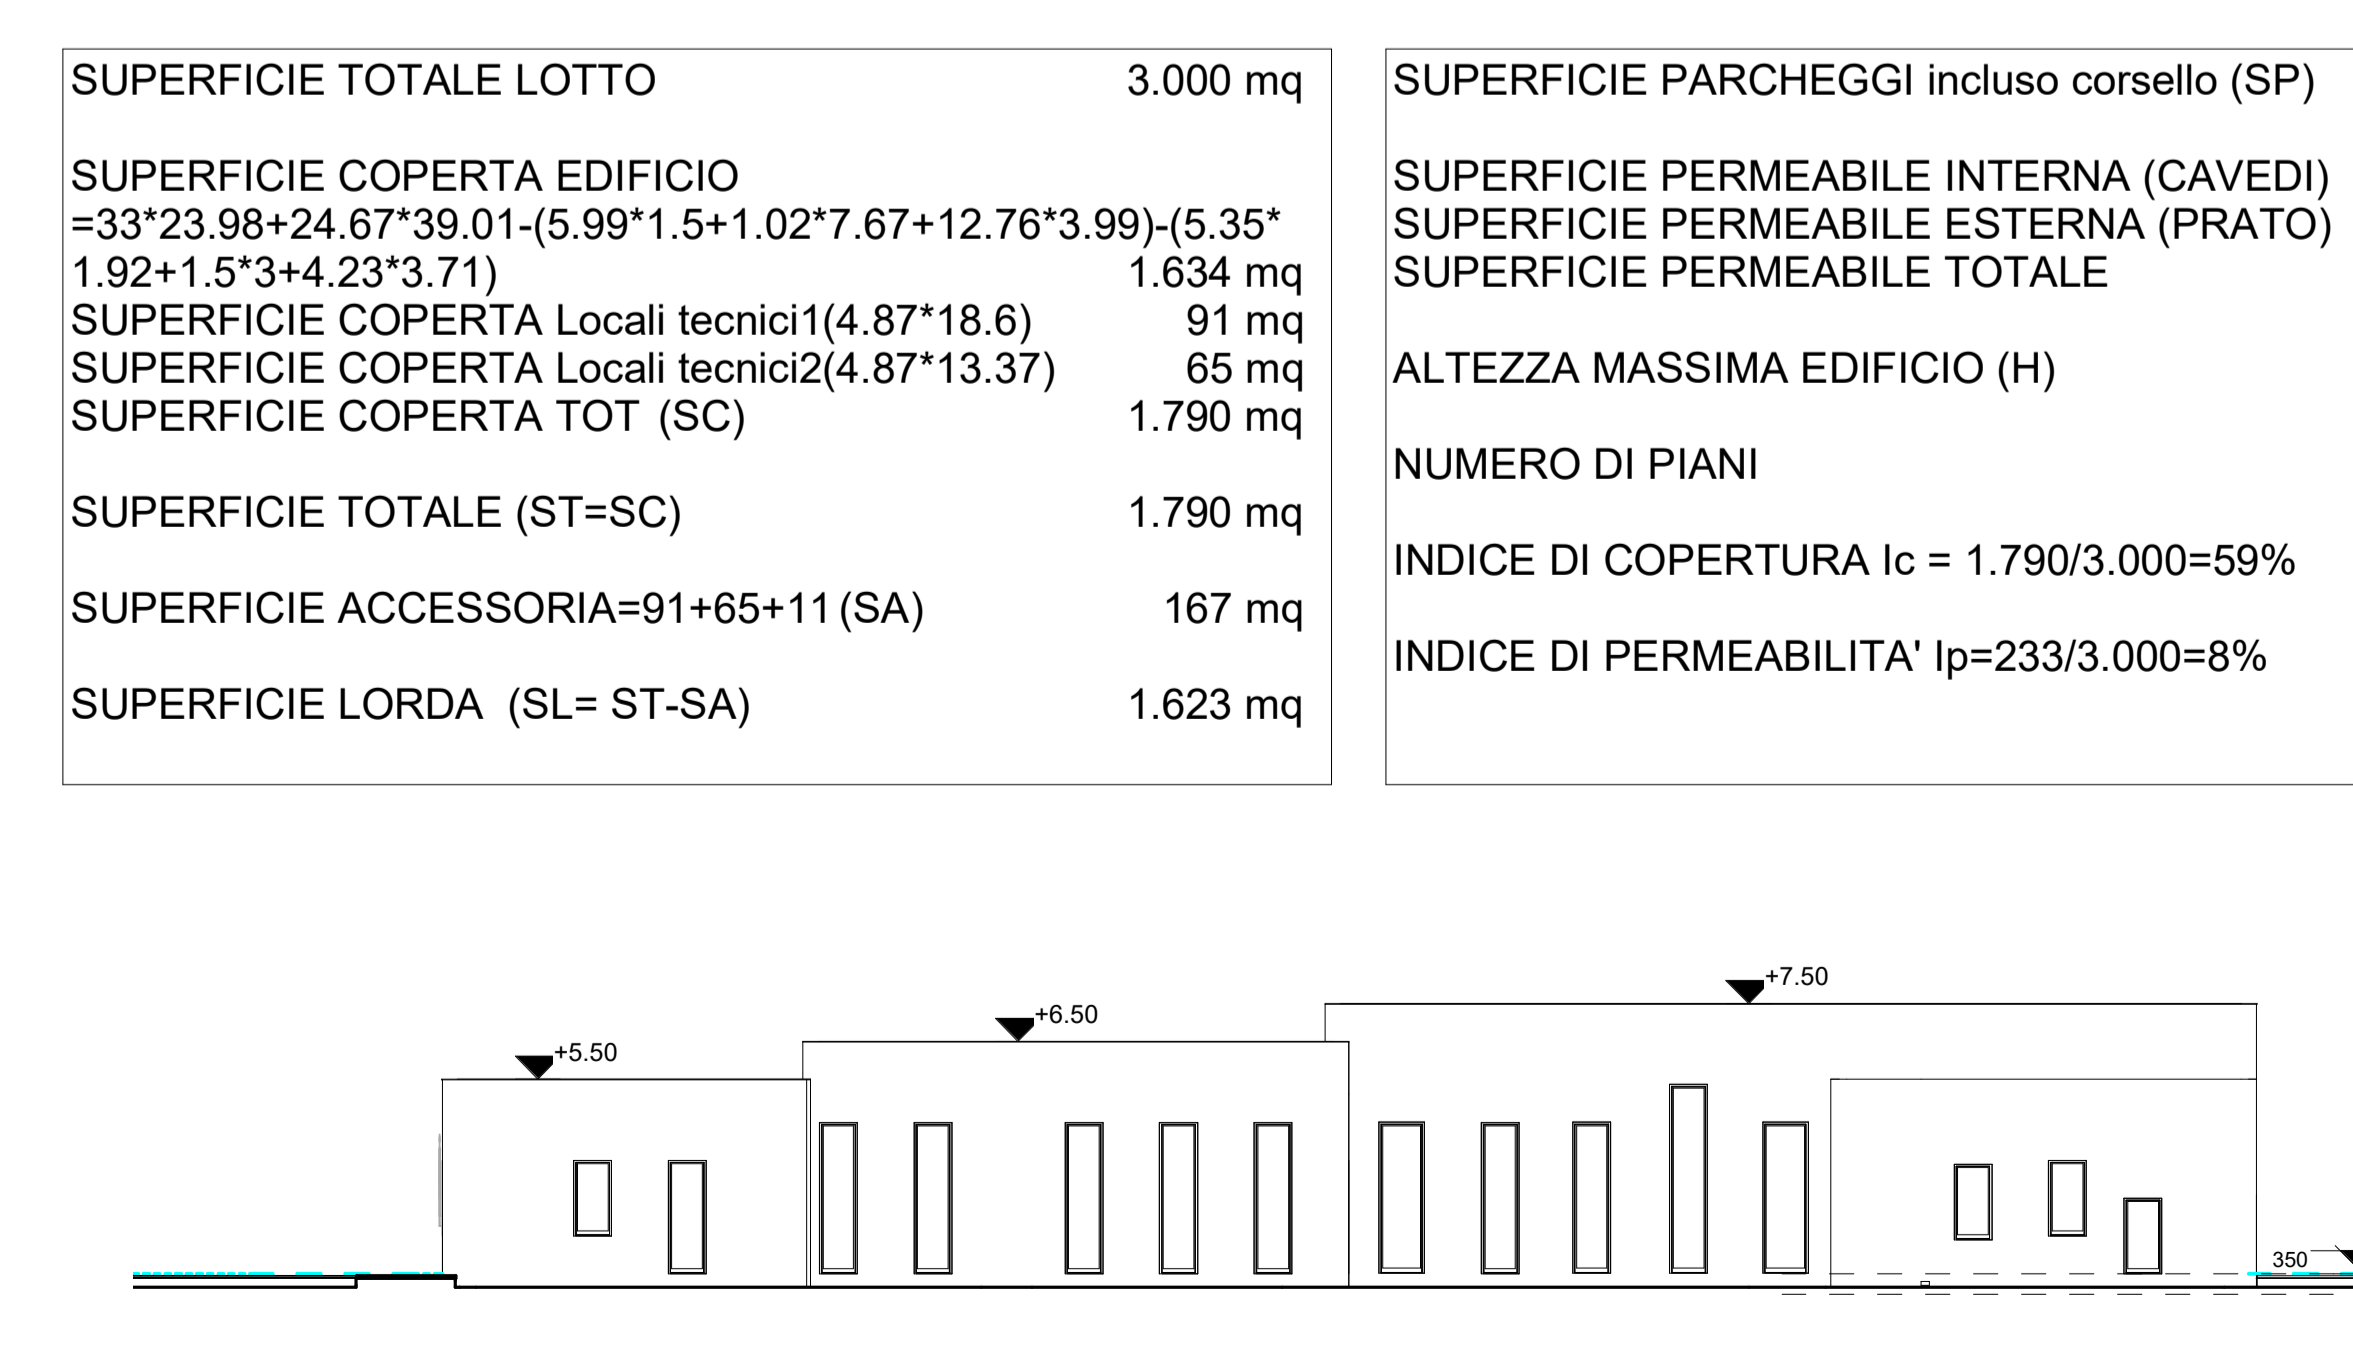 SUPERFICIE TOTALE LOTTO 3.000 mq
SUPERFICIE COPERTA EDIFICIO
=33*23.98+24.67*39.01-(5.99*1.5+1.02*7.67+12.76*3.99)-(5.35*
1.92+1.5*3+4.23*3.71) 1.634 mq
SUPERFICIE COPERTA Locali tecnici1(4.87*18.6) 91 mq
SUPERFICIE COPERTA Locali tecnici2(4.87*13.37) 65 mq
SUPERFICIE COPERTA TOT (SC) 1.790 mq
SUPERFICIE TOTALE (ST=SC) 1.790 mq
SUPERFICIE ACCESSORIA=91+65+11 (SA) 167 mq
SUPERFICIE LORDA (SL= ST-SA) 1.623 mq
SUPERFICIE PARCHEGGI incluso corsello (SP)
SUPERFICIE PERMEABILE INTERNA (CAVEDI)
SUPERFICIE PERMEABILE ESTERNA (PRATO)
SUPERFICIE PERMEABILE TOTALE
ALTEZZA MASSIMA EDIFICIO (H)
NUMERO DI PIANI
INDICE DI COPERTURA Ic = 1.790/3.000=59%
INDICE DI PERMEABILITA' Ip=233/3.000=8%
+5.50
+6.50
+7.50
350